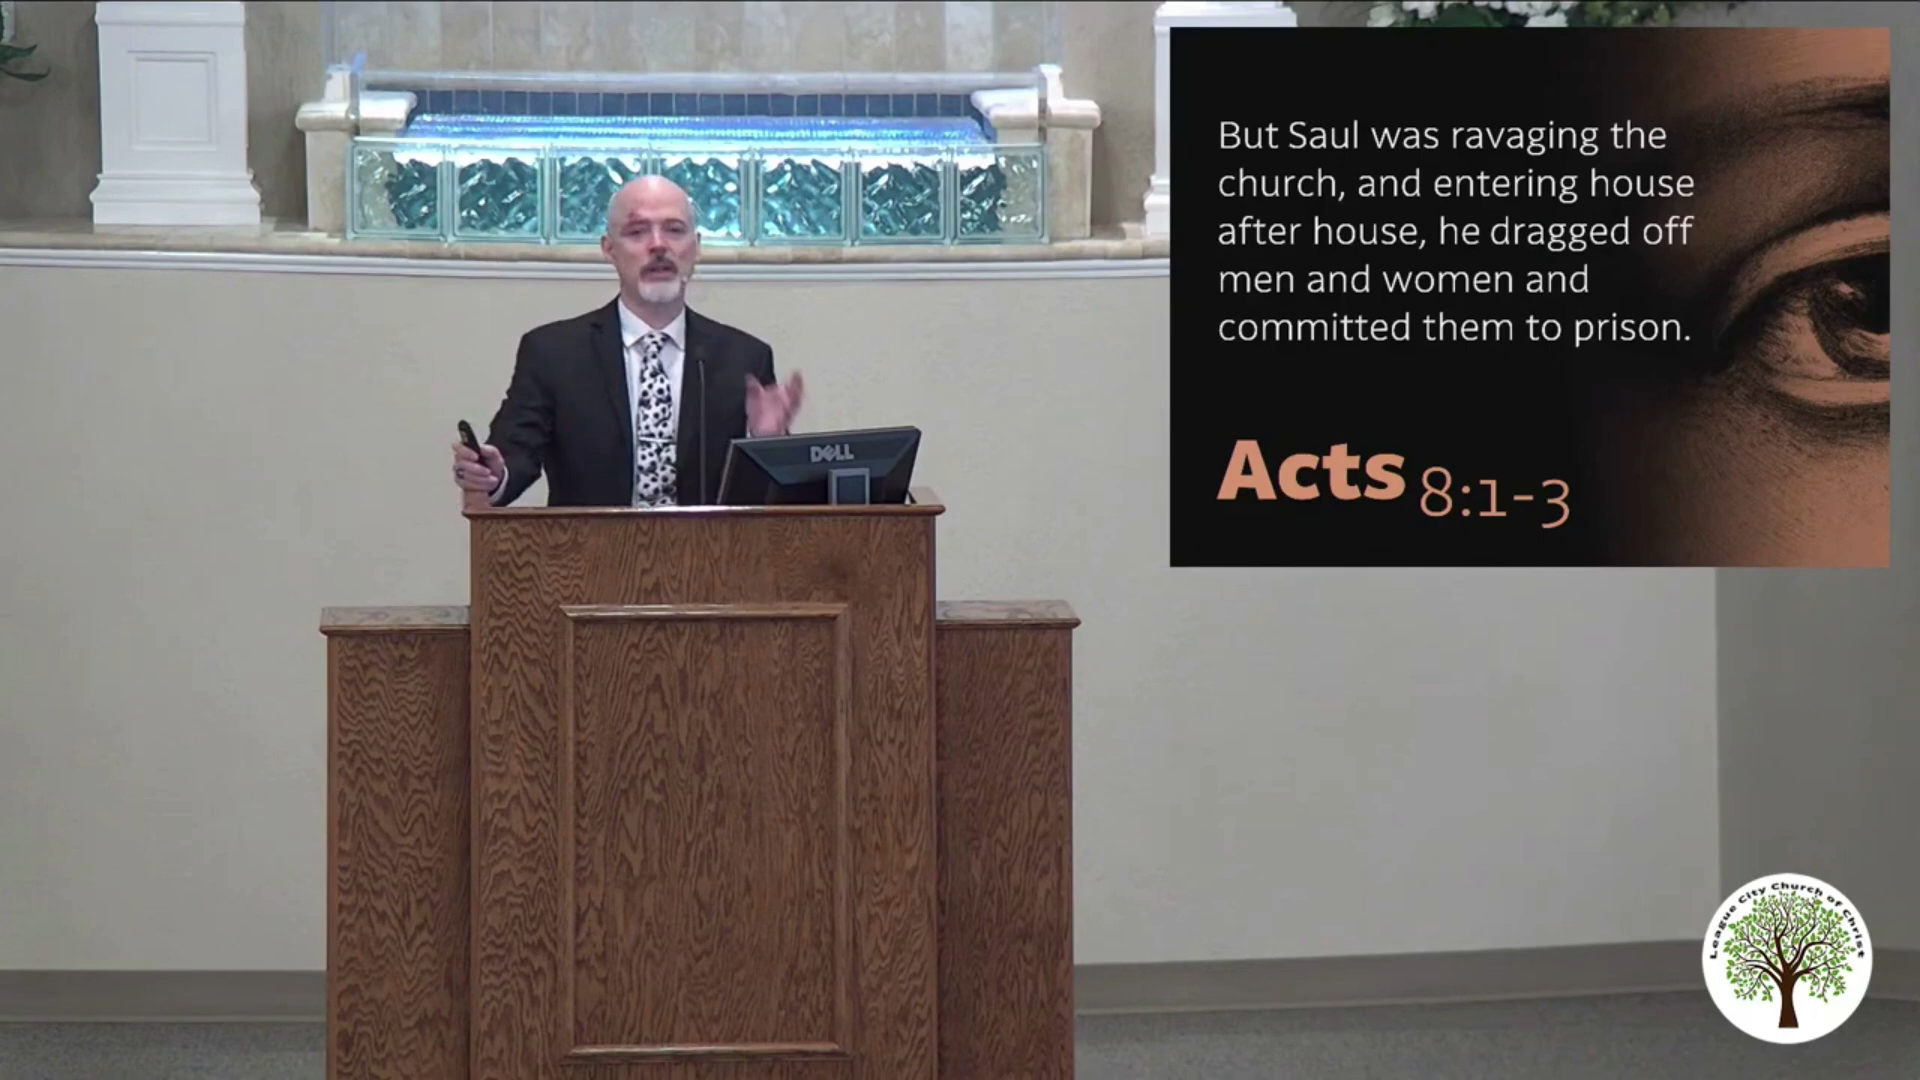 But Saul was ravaging the
church, and entering house
after house, he dragged off
men and women and
committed them to prison.
Acts 8:1-3
DELL
League City Church of Christ